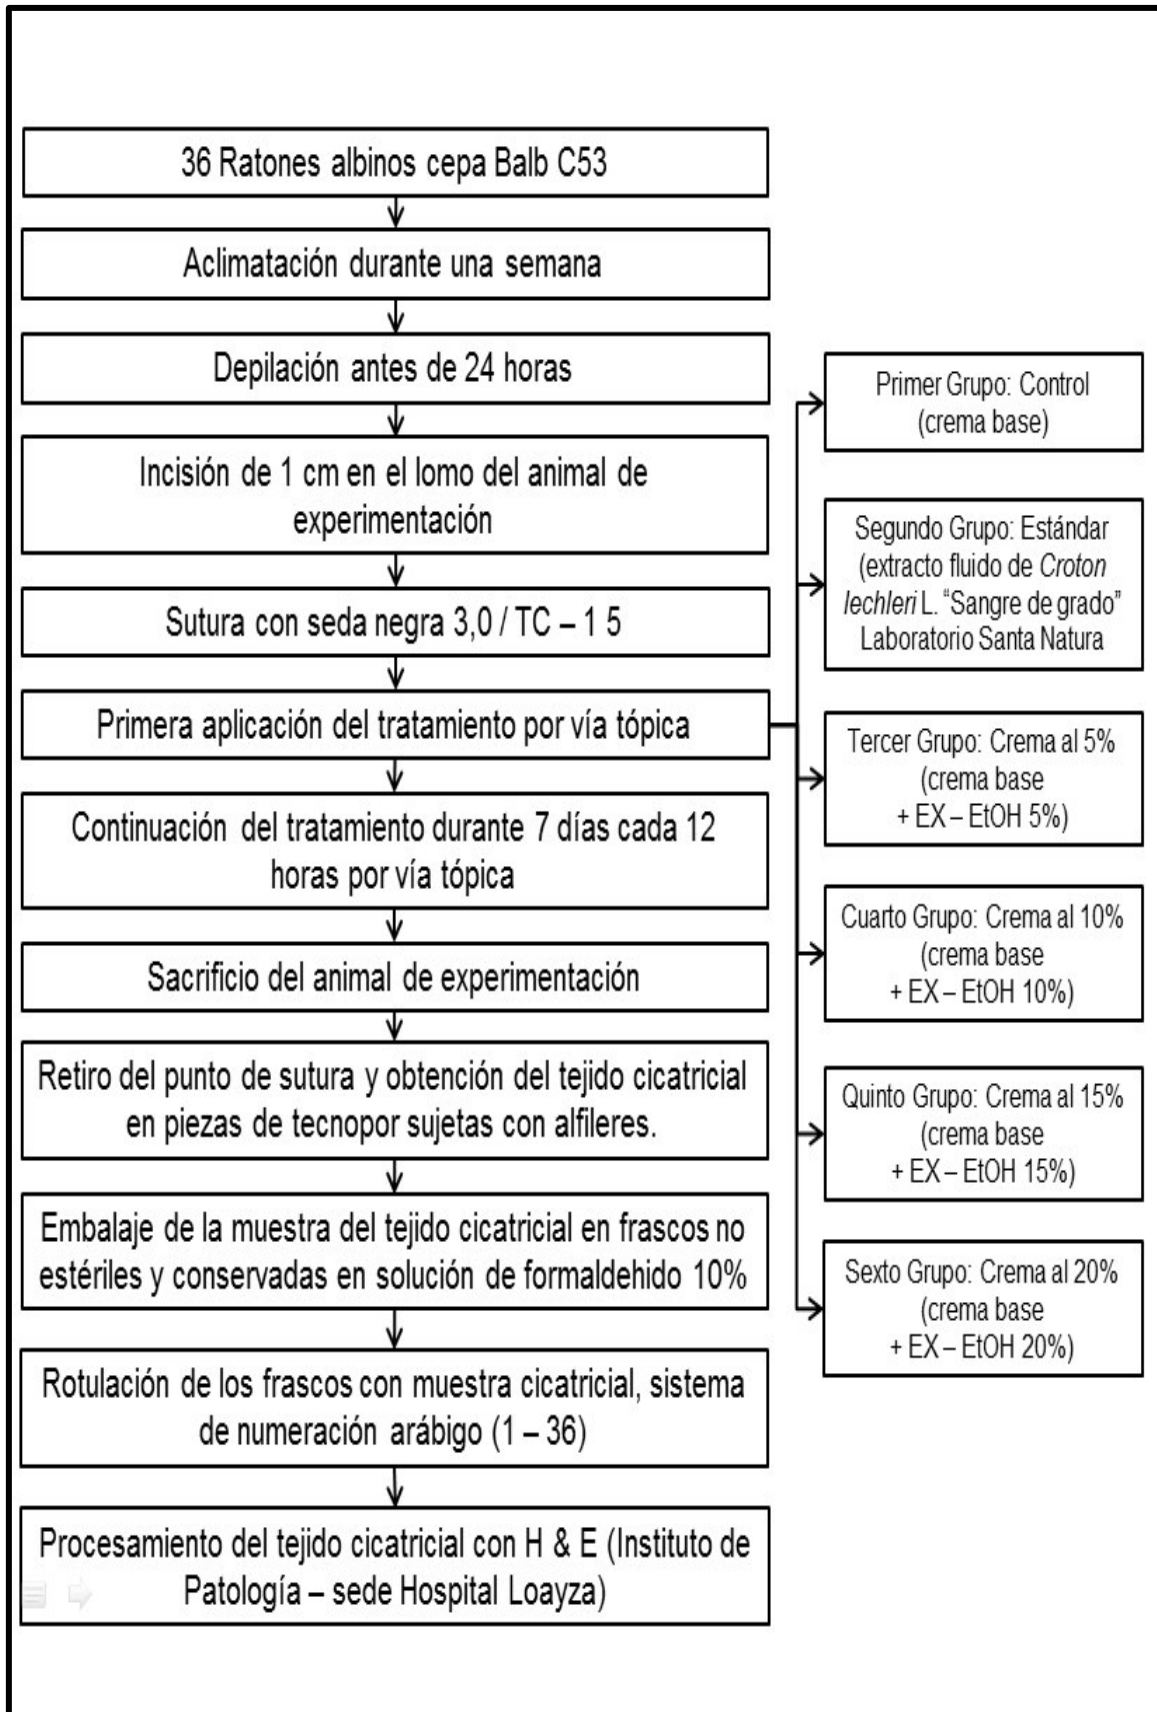 36 Ratones albinos cepa Balb C53
Aclimatación durante una semana
Depilación antes de 24 horas
Incisión de 1 cm en el lomo del animal de
experimentación
Sutura con seda negra 3,0 / TC – 1 5
Primera aplicación del tratamiento por vía tópica
Continuación del tratamiento durante 7 días cada 12
horas por vía tópica
Sacrificio del animal de experimentación
Retiro del punto de sutura y obtención del tejido cicatricial
en piezas de tecnopor sujetas con alfileres.
Embalaje de la muestra del tejido cicatricial en frascos no
estériles y conservadas en solución de formaldehido 10%
Rotulación de los frascos con muestra cicatricial, sistema
de numeración arábigo (1 – 36)
Procesamiento del tejido cicatricial con H & E (Instituto de
Patología – sede Hospital Loayza)
Primer Grupo: Control
(crema base)
Segundo Grupo: Estándar
(extracto fluido de Croton
lechleri L. “Sangre de grado”
Laboratorio Santa Natura
Tercer Grupo: Crema al 5%
(crema base
+ EX – EtOH 5%)
Cuarto Grupo: Crema al 10%
(crema base
+ EX – EtOH 10%)
Quinto Grupo: Crema al 15%
(crema base
+ EX – EtOH 15%)
Sexto Grupo: Crema al 20%
(crema base
+ EX – EtOH 20%)